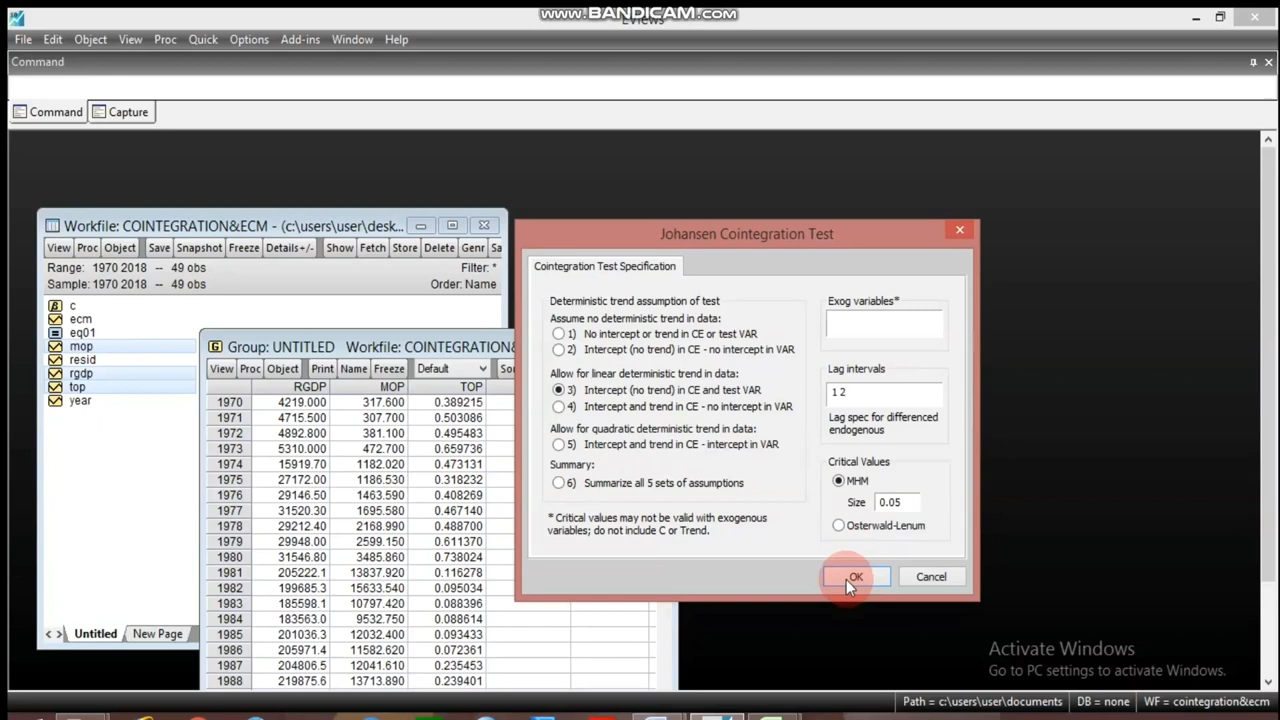 www.BANDICAM.com
EViews
File Edit Object View Proc Quick Options Add-ins Window Help
Command
Command Capture
Workfile: COINTEGRATION&ECM - (c:\users\user\desk...
View Proc Object Save Snapshot Freeze Details+/- Show Fetch Store Delete Genr Sa
Range: 1970 2018 -- 49 obs Filter: *
Sample: 1970 2018 -- 49 obs Order: Name
c
ecm
eq01
mop
resid
rgdp
top
year
Untitled New Page
Group: UNTITLED Workfile: COINTEGRATION&
View Proc Object Print Name Freeze Default So
RGDP MOP TOP
1970 4219.000 317.600 0.389215
1971 4715.500 307.700 0.503086
1972 4892.800 381.100 0.495483
1973 5310.000 472.700 0.659736
1974 15919.70 1182.020 0.473131
1975 27172.00 1186.530 0.318232
1976 29146.50 1463.590 0.408269
1977 31520.30 1695.580 0.467140
1978 29212.40 2168.990 0.488700
1979 29948.00 2599.150 0.611370
1980 31546.80 3485.860 0.738024
1981 205222.1 13837.920 0.116278
1982 199685.3 15633.540 0.095034
1983 185598.1 10797.420 0.088396
1984 183563.0 9532.750 0.088614
1985 201036.3 12032.400 0.093433
1986 205971.4 11582.620 0.072361
1987 204806.5 12041.610 0.235453
1988 219875.6 13713.890 0.239401
Johansen Cointegration Test
Cointegration Test Specification
Deterministic trend assumption of test
Assume no deterministic trend in data:
1) No intercept or trend in CE or test VAR
2) Intercept (no trend) in CE - no intercept in VAR
Allow for linear deterministic trend in data:
3) Intercept (no trend) in CE and test VAR
4) Intercept and trend in CE - no intercept in VAR
Allow for quadratic deterministic trend in data:
5) Intercept and trend in CE - intercept in VAR
Summary:
6) Summarize all 5 sets of assumptions
* Critical values may not be valid with exogenous
variables; do not include C or Trend.
Exog variables*
Lag intervals
1 2
Lag spec for differenced
endogenous
Critical Values
MHM
Size 0.05
Osterwald-Lenum
OK Cancel
Activate Windows
Go to PC settings to activate Windows.
Path = c:\users\user\documents DB = none WF = cointegration&ecm